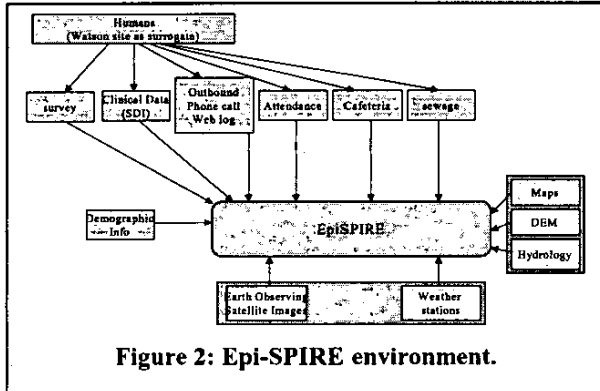 Humans
(Watson site as surrogate)
survey
Clinical Data
(SDI)
Outbound
Phone call
Web log
Attendance
Cafeteria
sewage
Maps
DEM
Hydrology
Demographic
Info
EpiSPIRE
Earth Observing
Satellite Images
Weather
stations
Figure 2: Epi-SPIRE environment.